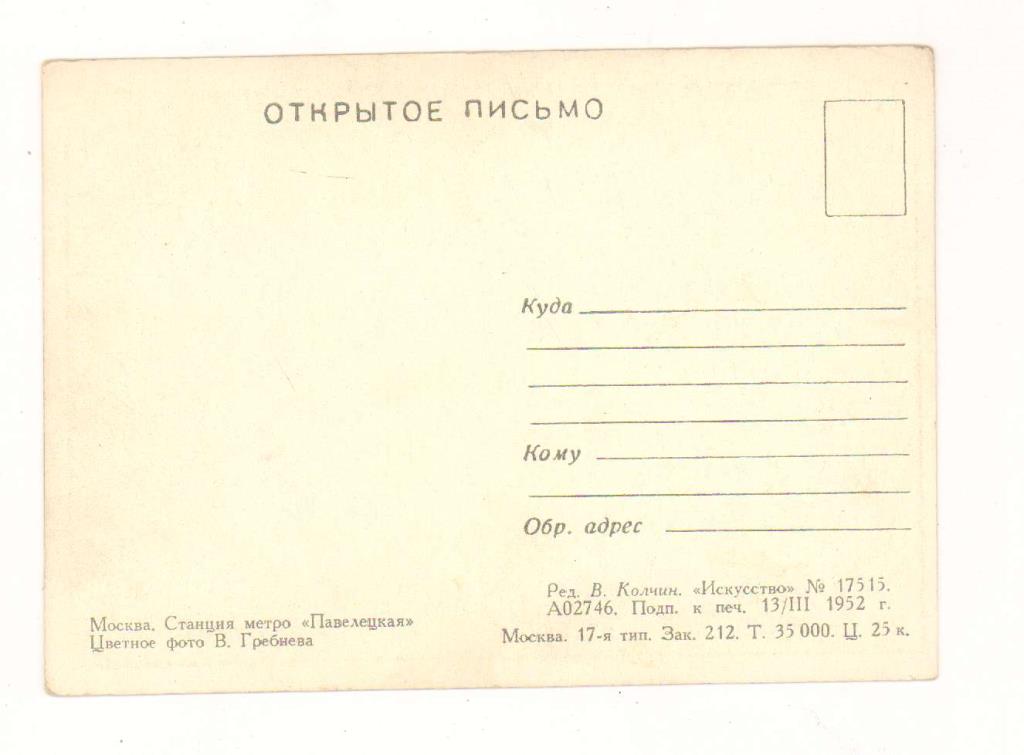 ОТКРЫТОЕ ПИСЬМО
Куда
Кому
Обр. адрес
Москва. Станция метро «Павелецкая»
Цветное фото В. Гребнева
Ред. В. Колчин. «Искусство» № 17515.
А02746. Подп. к печ. 13/III 1952 г.
Москва. 17-я тип. Зак. 212. Т. 35 000. Ц. 25 к.